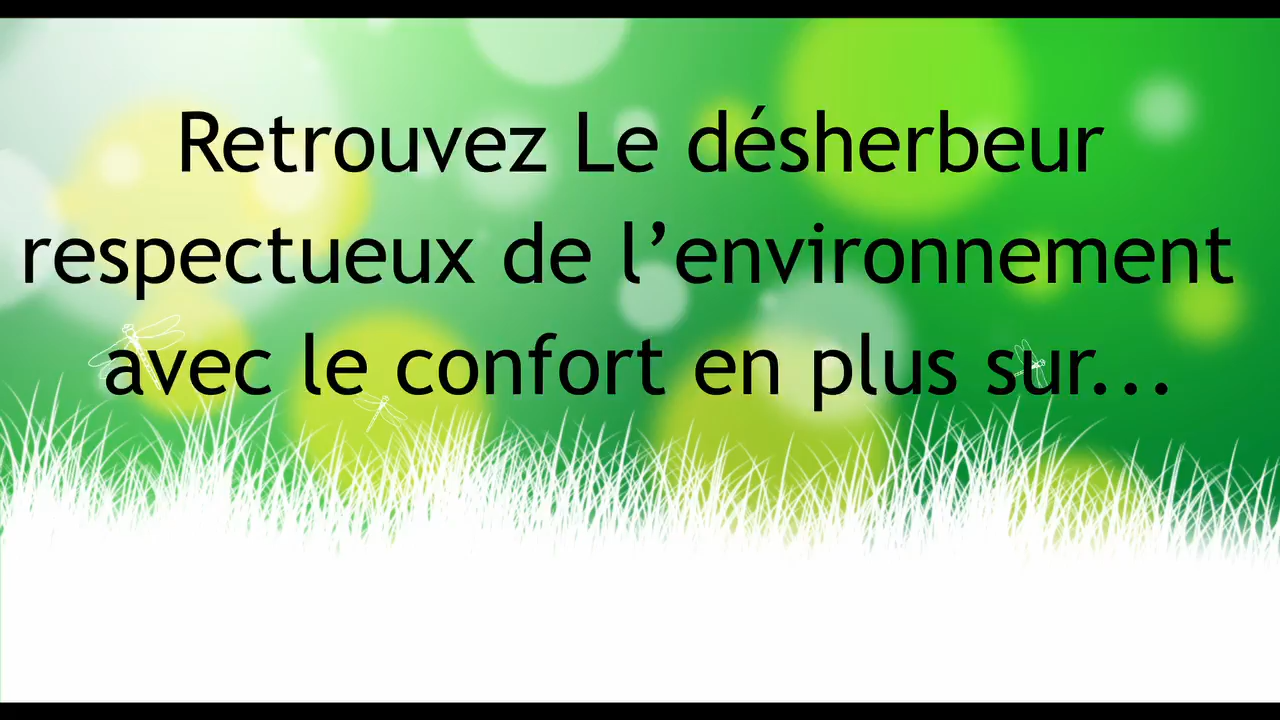 Retrouvez Le désherbeur
respectueux de l’environnement
avec le confort en plus sur...